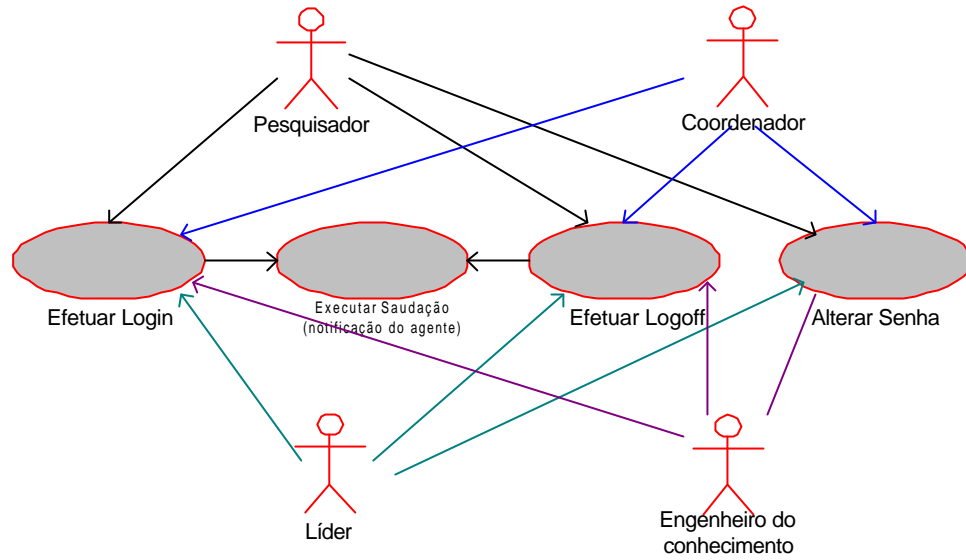 Pesquisador
Coordenador
Efetuar Login
Executar Saudação
(notificação do agente)
Efetuar Logoff
Alterar Senha
Líder
Engenheiro do
conhecimento